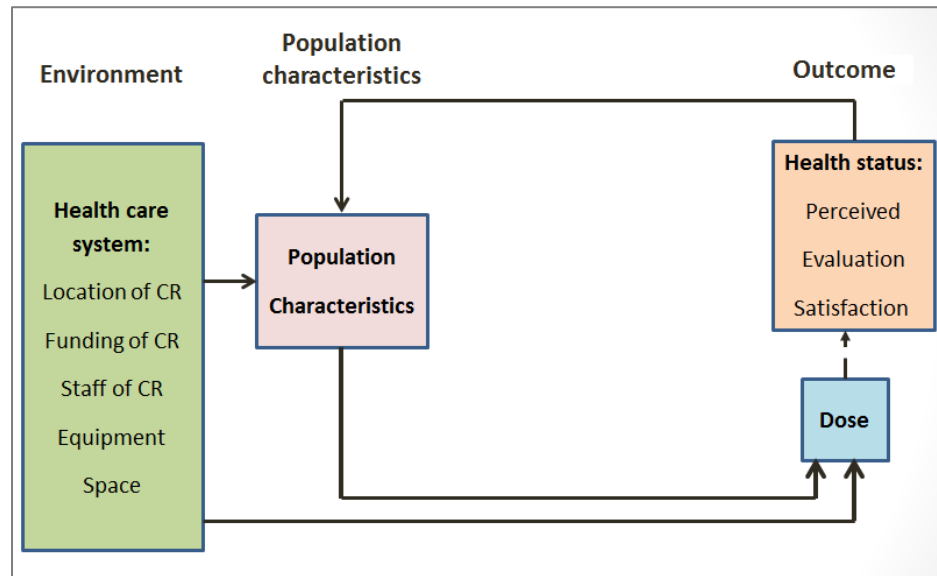 Environment
Population
characteristics
Outcome
Health care
system:
Location of CR
Funding of CR
Staff of CR
Equipment
Space
Population
Characteristics
Health status:
Perceived
Evaluation
Satisfaction
Dose